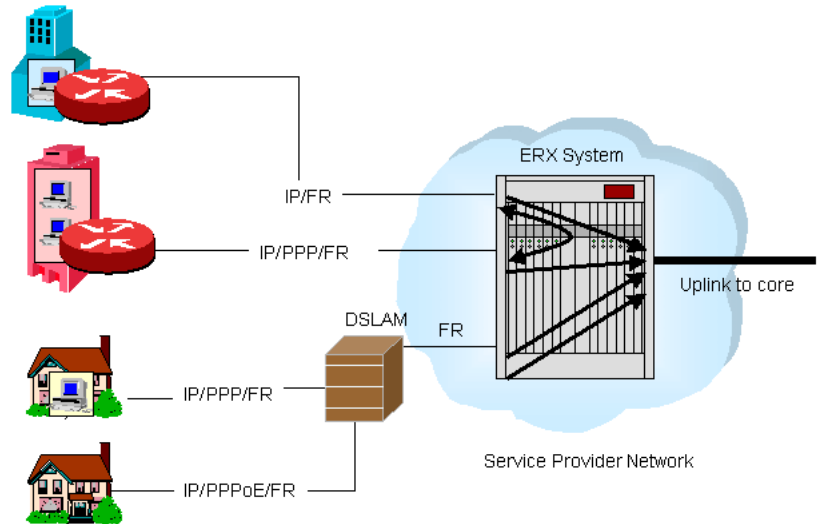 ERX System
IP/FR
IP/PPP/FR
Uplink to core
DSLAM
FR
IP/PPP/FR
Service Provider Network
IP/PPPoE/FR